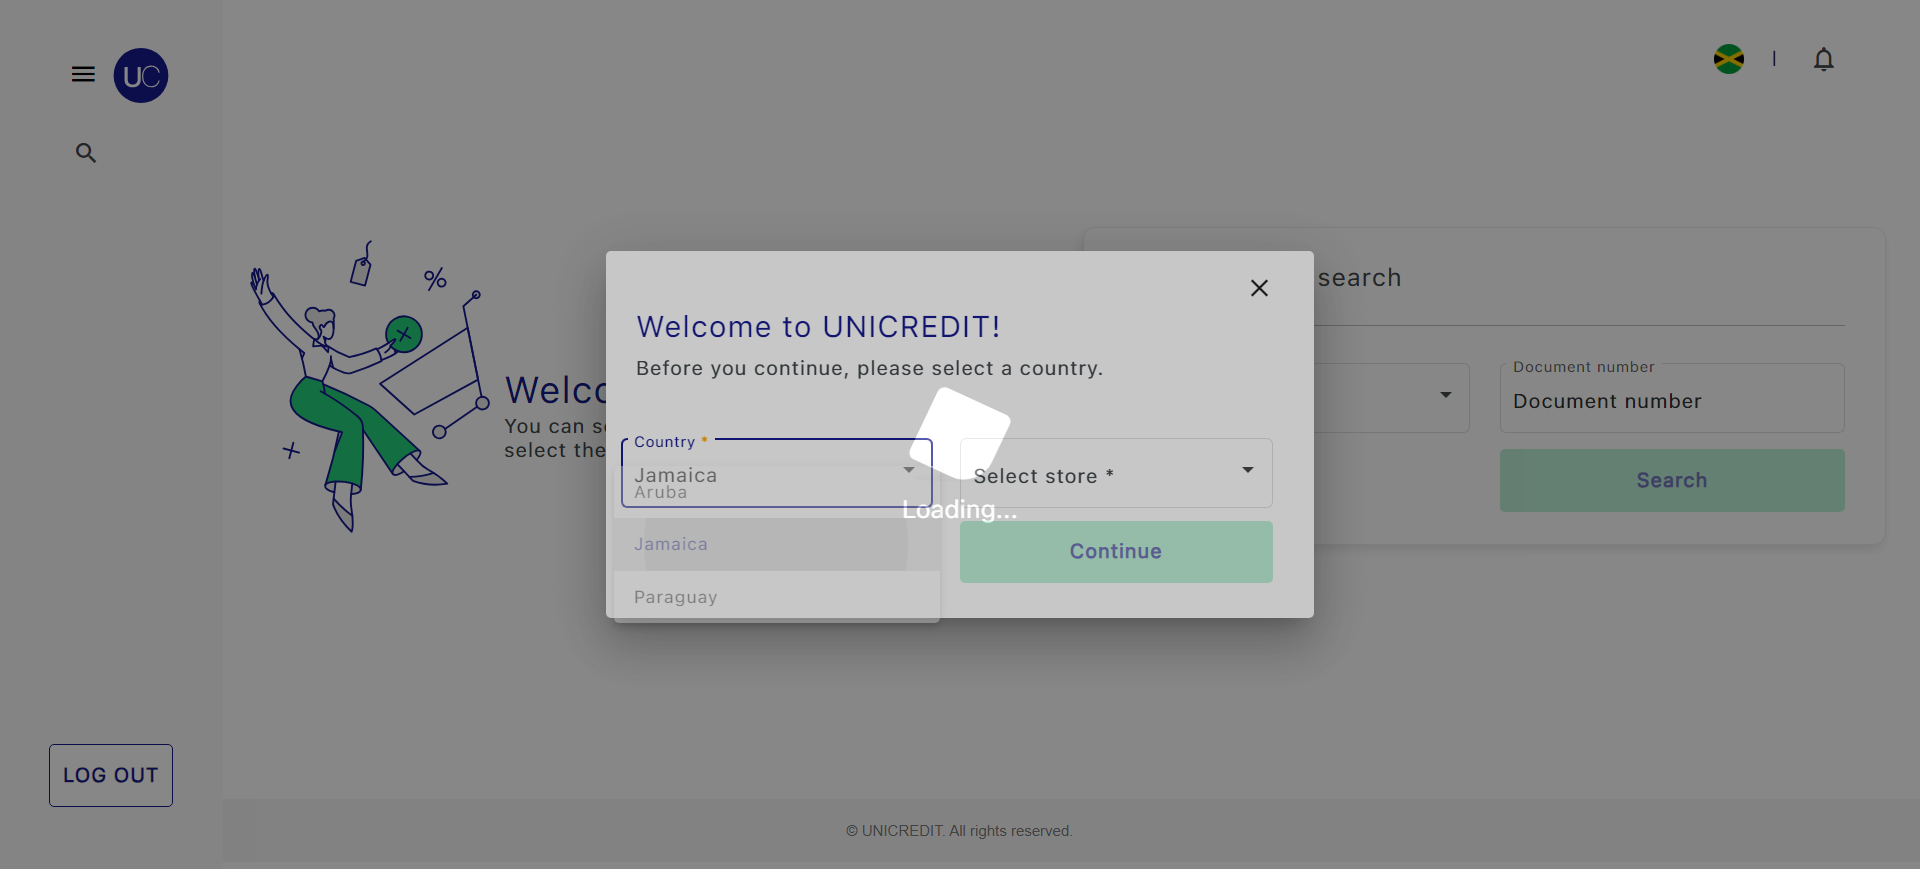 UC
Welco
You can se
select the
LOG OUT
search
Document number
Document number
Search
Welcome to UNICREDIT!
Before you continue, please select a country.
Country *
Jamaica
Aruba
Jamaica
Paraguay
Select store *
Loading...
Continue
© UNICREDIT. All rights reserved.